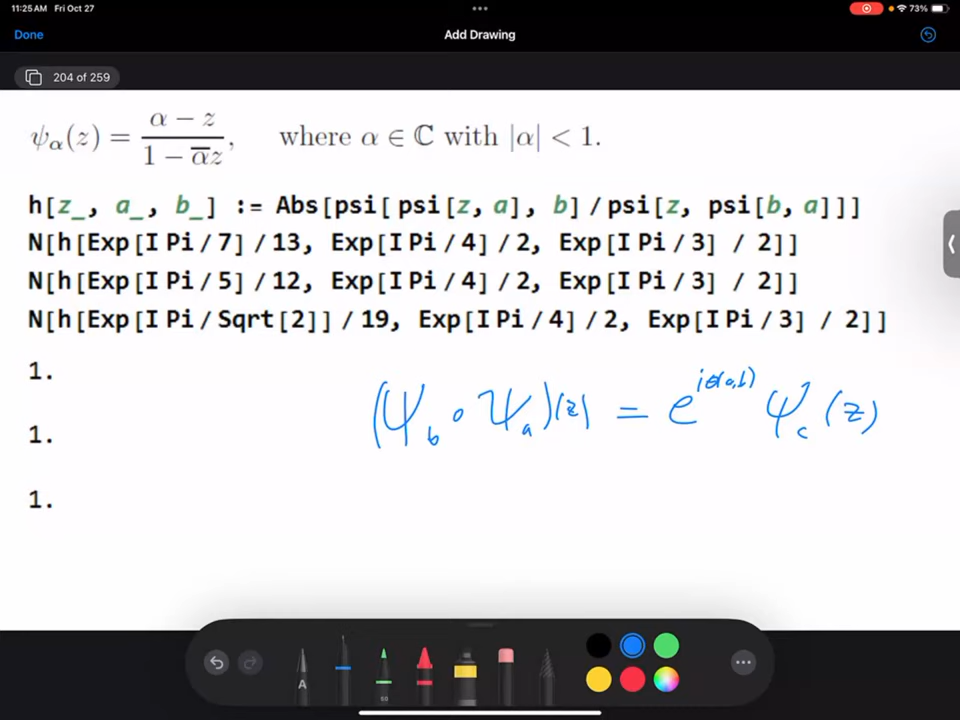 11:25 AM Fri Oct 27
73%
Done
Add Drawing
204 of 259
ψ_α(z) = (α − z)/(1 − \overline{α}z), where α ∈ ℂ with |α| < 1.
h[z_, a_, b_] := Abs[psi[ psi[z, a], b] / psi[z, psi[b, a]]]
N[h[Exp[I Pi / 7] / 13, Exp[I Pi / 4] / 2, Exp[I Pi / 3] / 2]]
N[h[Exp[I Pi / 5] / 12, Exp[I Pi / 4] / 2, Exp[I Pi / 3] / 2]]
N[h[Exp[I Pi / Sqrt[2]] / 19, Exp[I Pi / 4] / 2, Exp[I Pi / 3] / 2]]
1.
(ψ_b ∘ ψ_a)(z) = e^{iθ(a,b)} ψ_c(z)
1.
1.
A